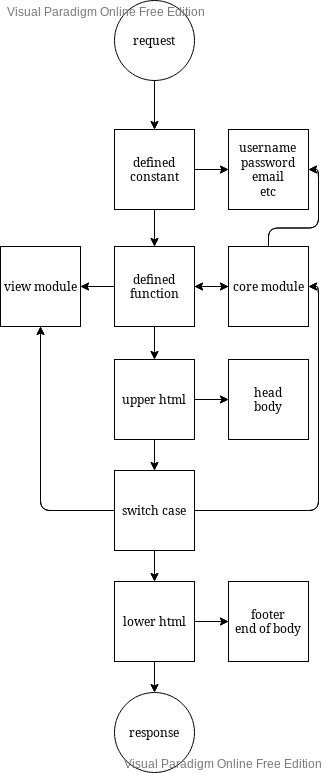 Visual Paradigm Online Free Edition
request
defined
constant
username
password
email
etc
view module
defined
function
core module
upper html
head
body
switch case
lower html
footer
end of body
response
Visual Paradigm Online Free Edition